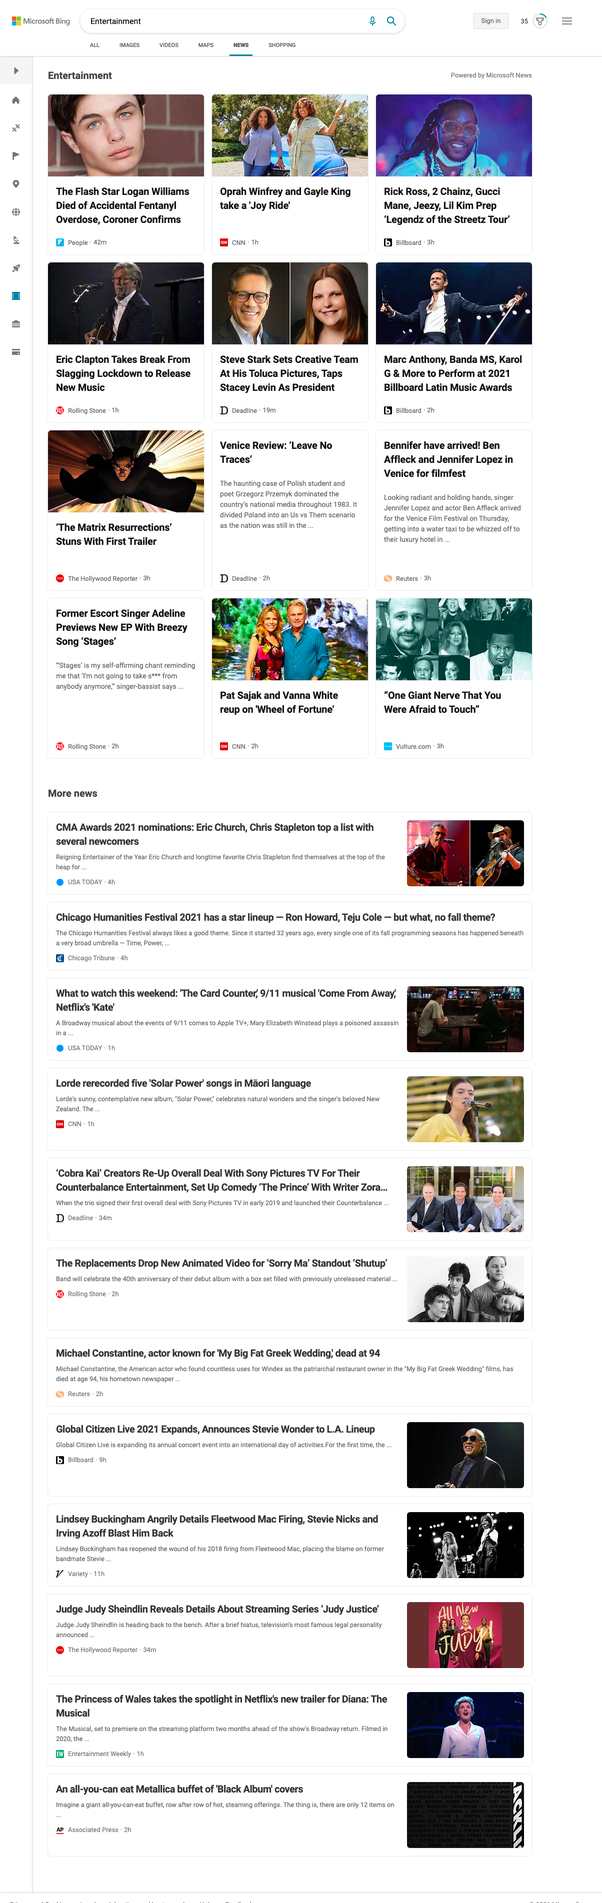 Microsoft Bing
Entertainment
Sign in
35
ALL
IMAGES
VIDEOS
MAPS
NEWS
SHOPPING
Entertainment
Powered by Microsoft News
The Flash Star Logan Williams
Died of Accidental Fentanyl
Overdose, Coroner Confirms
People · 42m
Oprah Winfrey and Gayle King
take a 'Joy Ride'
CNN · 1h
Rick Ross, 2 Chainz, Gucci
Mane, Jeezy, Lil Kim Prep
‘Legendz of the Streetz Tour’
Billboard · 3h
Eric Clapton Takes Break From
Slagging Lockdown to Release
New Music
Rolling Stone · 1h
Steve Stark Sets Creative Team
At His Toluca Pictures, Taps
Stacey Levin As President
Deadline · 19m
Marc Anthony, Banda MS, Karol
G & More to Perform at 2021
Billboard Latin Music Awards
Billboard · 2h
‘The Matrix Resurrections’
Stuns With First Trailer
The Hollywood Reporter · 3h
Venice Review: ‘Leave No
Traces’
The haunting case of Polish student and
poet Grzegorz Przemyk dominated the
country's national media throughout 1983. It
divided Poland into an Us vs Them scenario
as the nation was still in the ...
Deadline · 2h
Bennifer have arrived! Ben
Affleck and Jennifer Lopez in
Venice for filmfest
Looking radiant and holding hands, singer
Jennifer Lopez and actor Ben Affleck arrived
for the Venice Film Festival on Thursday,
getting into a water taxi to be whizzed off to
their luxury hotel in ...
Reuters · 3h
Former Escort Singer Adeline
Previews New EP With Breezy
Song ‘Stages’
“‘Stages’ is my self-affirming chant reminding
me that ‘I'm not going to take s*** from
anybody anymore,” singer-bassist says ...
Rolling Stone · 2h
Pat Sajak and Vanna White
reup on 'Wheel of Fortune'
CNN · 2h
“One Giant Nerve That You
Were Afraid to Touch”
Vulture.com · 3h
More news
CMA Awards 2021 nominations: Eric Church, Chris Stapleton top a list with
several newcomers
Reigning Entertainer of the Year Eric Church and longtime favorite Chris Stapleton find themselves at the top of the
heap for ...
USA TODAY · 4h
Chicago Humanities Festival 2021 has a star lineup — Ron Howard, Teju Cole — but what, no fall theme?
The Chicago Humanities Festival always likes a good theme. Since it started 32 years ago, every single one of its fall programming seasons has happened beneath
a very broad umbrella — Time, Power, ...
Chicago Tribune · 4h
What to watch this weekend: 'The Card Counter,' 9/11 musical 'Come From Away,'
Netflix's 'Kate'
A Broadway musical about the events of 9/11 comes to Apple TV+, Mary Elizabeth Winstead plays a poisoned assassin
in a ...
USA TODAY · 1h
Lorde rerecorded five 'Solar Power' songs in Māori language
Lorde's sunny, contemplative new album, "Solar Power," celebrates natural wonders and the singer's beloved New
Zealand. The ...
CNN · 1h
‘Cobra Kai’ Creators Re-Up Overall Deal With Sony Pictures TV For Their
Counterbalance Entertainment, Set Up Comedy ‘The Prince’ With Writer Zora...
When the trio signed their first overall deal with Sony Pictures TV in early 2019 and launched their Counterbalance ...
Deadline · 34m
The Replacements Drop New Animated Video for ‘Sorry Ma’ Standout ‘Shutup’
Band will celebrate the 40th anniversary of their debut album with a box set filled with previously unreleased material ...
Rolling Stone · 2h
Michael Constantine, actor known for 'My Big Fat Greek Wedding,' dead at 94
Michael Constantine, the American actor who found countless uses for Windex as the patriarchal restaurant owner in the "My Big Fat Greek Wedding" films, has
died at age 94, his hometown newspaper ...
Reuters · 2h
Global Citizen Live 2021 Expands, Announces Stevie Wonder to L.A. Lineup
Global Citizen Live is expanding its annual concert event into an international day of activities.For the first time, the ...
Billboard · 9h
Lindsey Buckingham Angrily Details Fleetwood Mac Firing, Stevie Nicks and
Irving Azoff Blast Him Back
Lindsey Buckingham has reopened the wound of his 2018 firing from Fleetwood Mac, placing the blame on former
bandmate Stevie ...
Variety · 11h
Judge Judy Sheindlin Reveals Details About Streaming Series ‘Judy Justice’
Judge Judy Sheindlin is heading back to the bench. After a brief hiatus, television's most famous legal personality
announced ...
The Hollywood Reporter · 34m
All New
JUDY
The Princess of Wales takes the spotlight in Netflix's new trailer for Diana: The
Musical
The Musical, set to premiere on the streaming platform two months ahead of the show's Broadway return. Filmed in
2020, the ...
Entertainment Weekly · 1h
An all-you-can eat Metallica buffet of 'Black Album' covers
Imagine a giant all-you-can-eat buffet, row after row of hot, steaming offerings. The thing is, there are only 12 items on
...
Associated Press · 2h